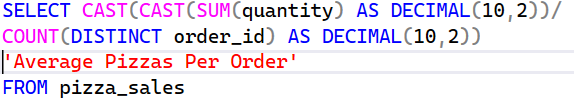 SELECT CAST(CAST(SUM(quantity) AS DECIMAL(10,2))/
COUNT(DISTINCT order_id) AS DECIMAL(10,2))
'Average Pizzas Per Order'
FROM pizza_sales